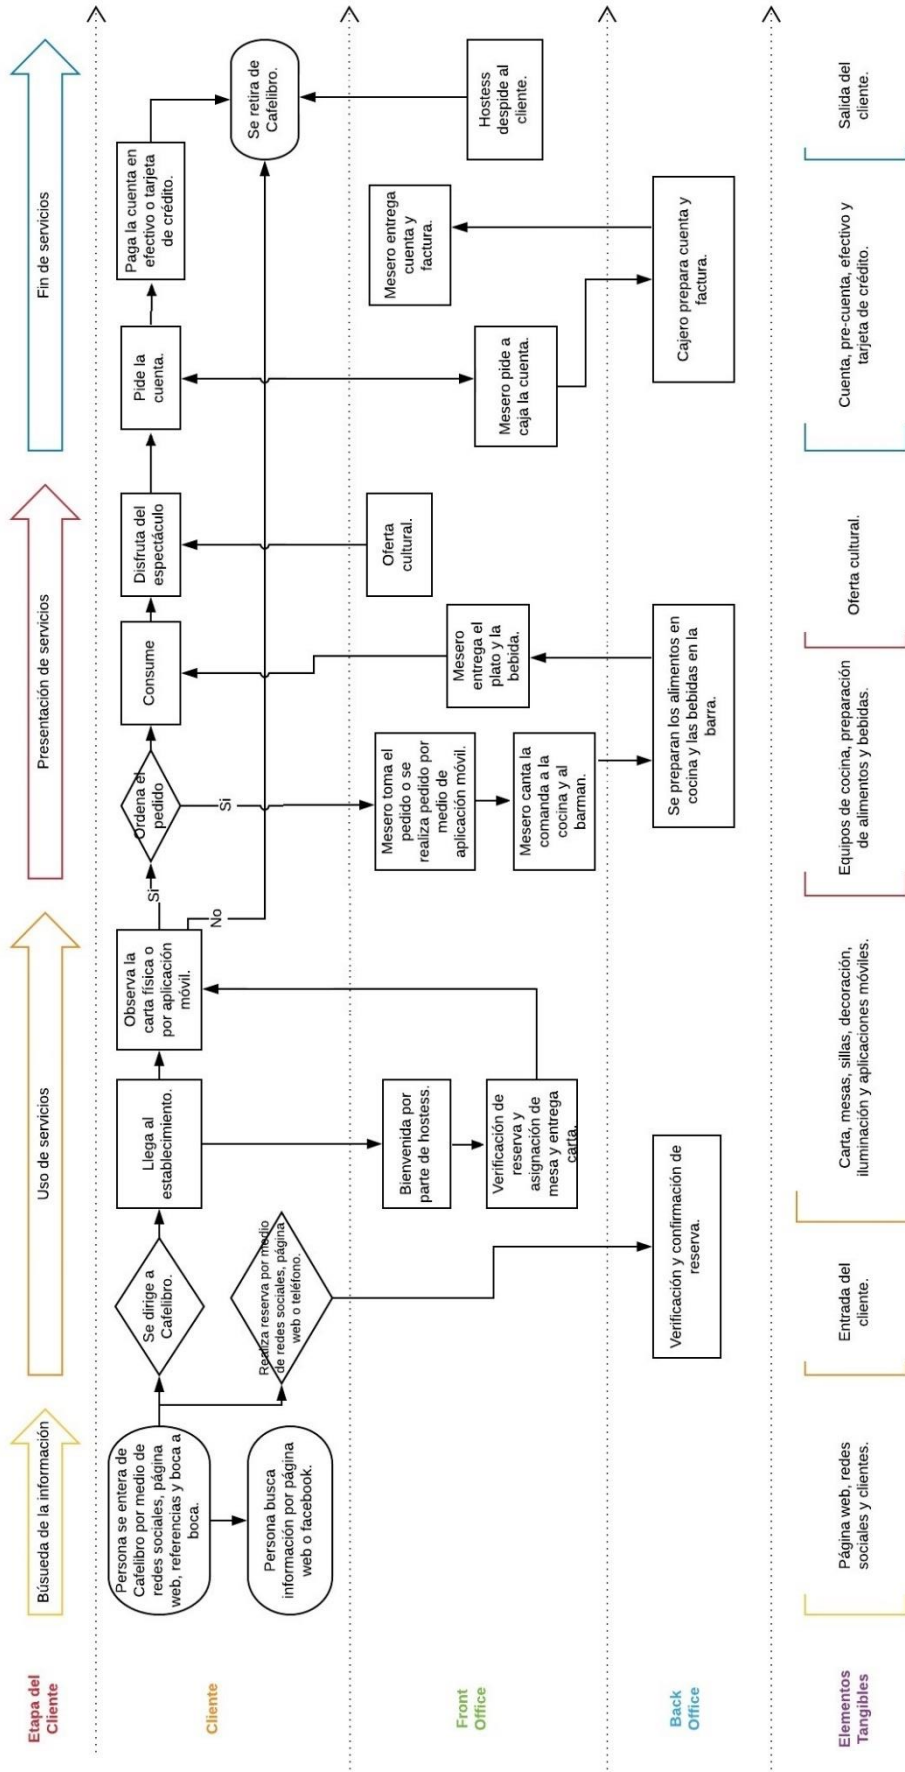 Etapa del
Cliente
Búsueda de la información
Uso de servicios
Presentación de servicios
Fin de servicios
Cliente
Persona se entera de
Cafelibro por medio de
redes sociales, página
web, referencias y boca a
boca.
Persona busca
información por página
web o facebook.
Se dirige a
Cafelibro.
Realiza reserva por medio
de redes sociales, página
web o teléfono.
Llega al
establecimiento.
Observa la
carta física o
por aplicación
móvil.
Si
No
Ordena el
pedido
Si
Consume
Disfruta del
espectáculo
Pide la
cuenta.
Paga la cuenta en
efectivo o tarjeta
de crédito.
Se retira de
Cafelibro.
Front
Office
Bienvenida por
parte de hostess.
Verificación de
reserva y
asignación de
mesa y entrega
carta.
Mesero toma el
pedido o se
realiza pedido por
medio de
aplicación móvil.
Mesero canta la
comanda a la
cocina y al
barman.
Mesero
entrega el
plato y la
bebida.
Oferta
cultural.
Mesero pide a
caja la cuenta.
Mesero entrega
cuenta y
factura.
Hostess
despide al
cliente.
Back
Office
Verificación y confirmación de
reserva.
Se preparan los alimentos en
cocina y las bebidas en la
barra.
Cajero prepara cuenta y
factura.
Elementos
Tangibles
Página web, redes
sociales y clientes.
Entrada del
cliente.
Carta, mesas, sillas, decoración,
iluminación y aplicaciones móviles.
Equipos de cocina, preparación
de alimentos y bebidas.
Oferta cultural.
Cuenta, pre-cuenta, efectivo y
tarjeta de crédito.
Salida del
cliente.